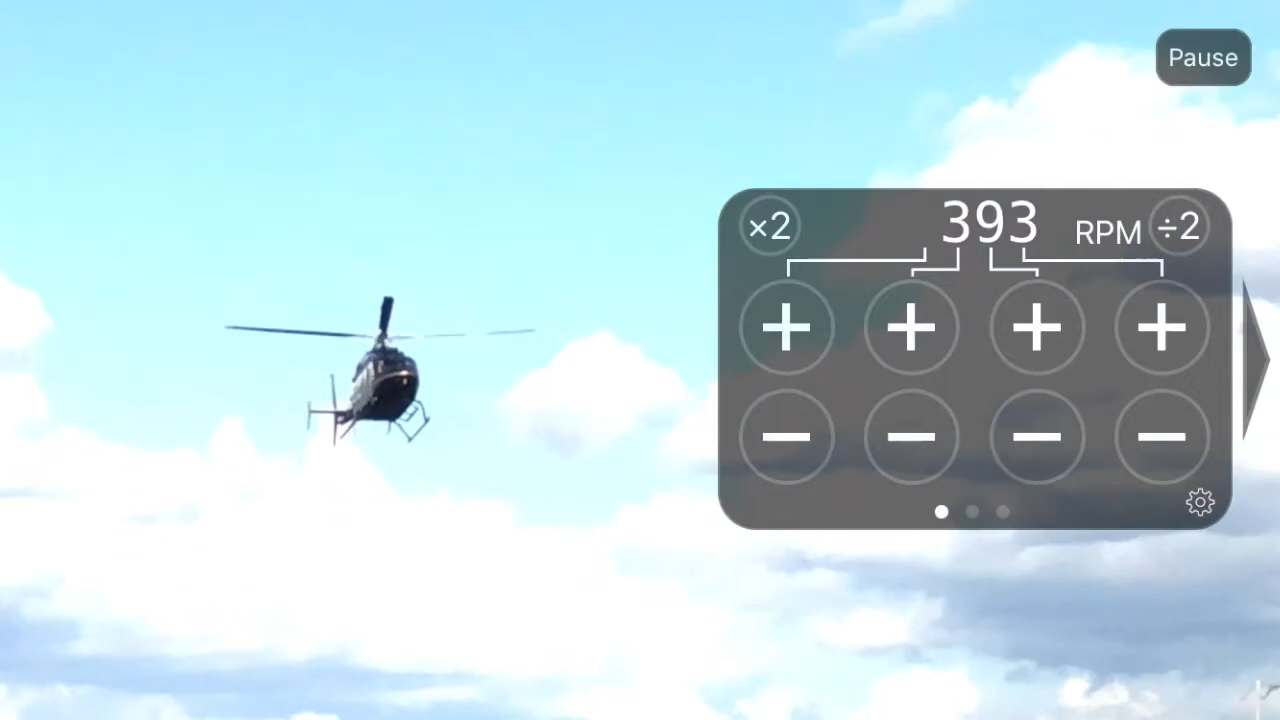 Pause
×2 393 RPM ÷2
+ + + +
− − − −